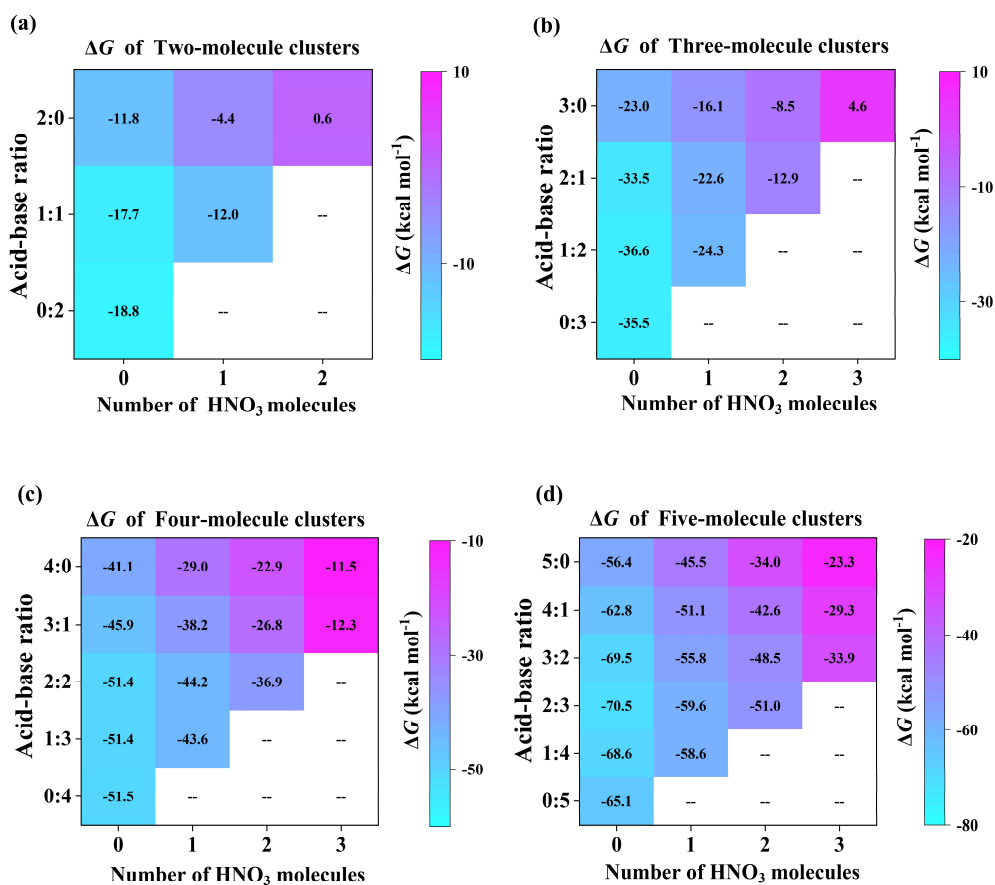 (a)
ΔG of Two-molecule clusters
2:0 -11.8 -4.4 0.6
1:1 -17.7 -12.0 --
0:2 -18.8 -- --
0 1 2
Number of HNO₃ molecules
Acid-base ratio
10
-10
ΔG (kcal mol⁻¹)
(b)
ΔG of Three-molecule clusters
3:0 -23.0 -16.1 -8.5 4.6
2:1 -33.5 -22.6 -12.9 --
1:2 -36.6 -24.3 -- --
0:3 -35.5 -- -- --
0 1 2 3
Number of HNO₃ molecules
Acid-base ratio
10
-10
-30
ΔG (kcal mol⁻¹)
(c)
ΔG of Four-molecule clusters
4:0 -41.1 -29.0 -22.9 -11.5
3:1 -45.9 -38.2 -26.8 -12.3
2:2 -51.4 -44.2 -36.9 --
1:3 -51.4 -43.6 -- --
0:4 -51.5 -- -- --
0 1 2 3
Number of HNO₃ molecules
Acid-base ratio
-10
-30
-50
ΔG (kcal mol⁻¹)
(d)
ΔG of Five-molecule clusters
5:0 -56.4 -45.5 -34.0 -23.3
4:1 -62.8 -51.1 -42.6 -29.3
3:2 -69.5 -55.8 -48.5 -33.9
2:3 -70.5 -59.6 -51.0 --
1:4 -68.6 -58.6 -- --
0:5 -65.1 -- -- --
0 1 2 3
Number of HNO₃ molecules
Acid-base ratio
-20
-40
-60
-80
ΔG (kcal mol⁻¹)